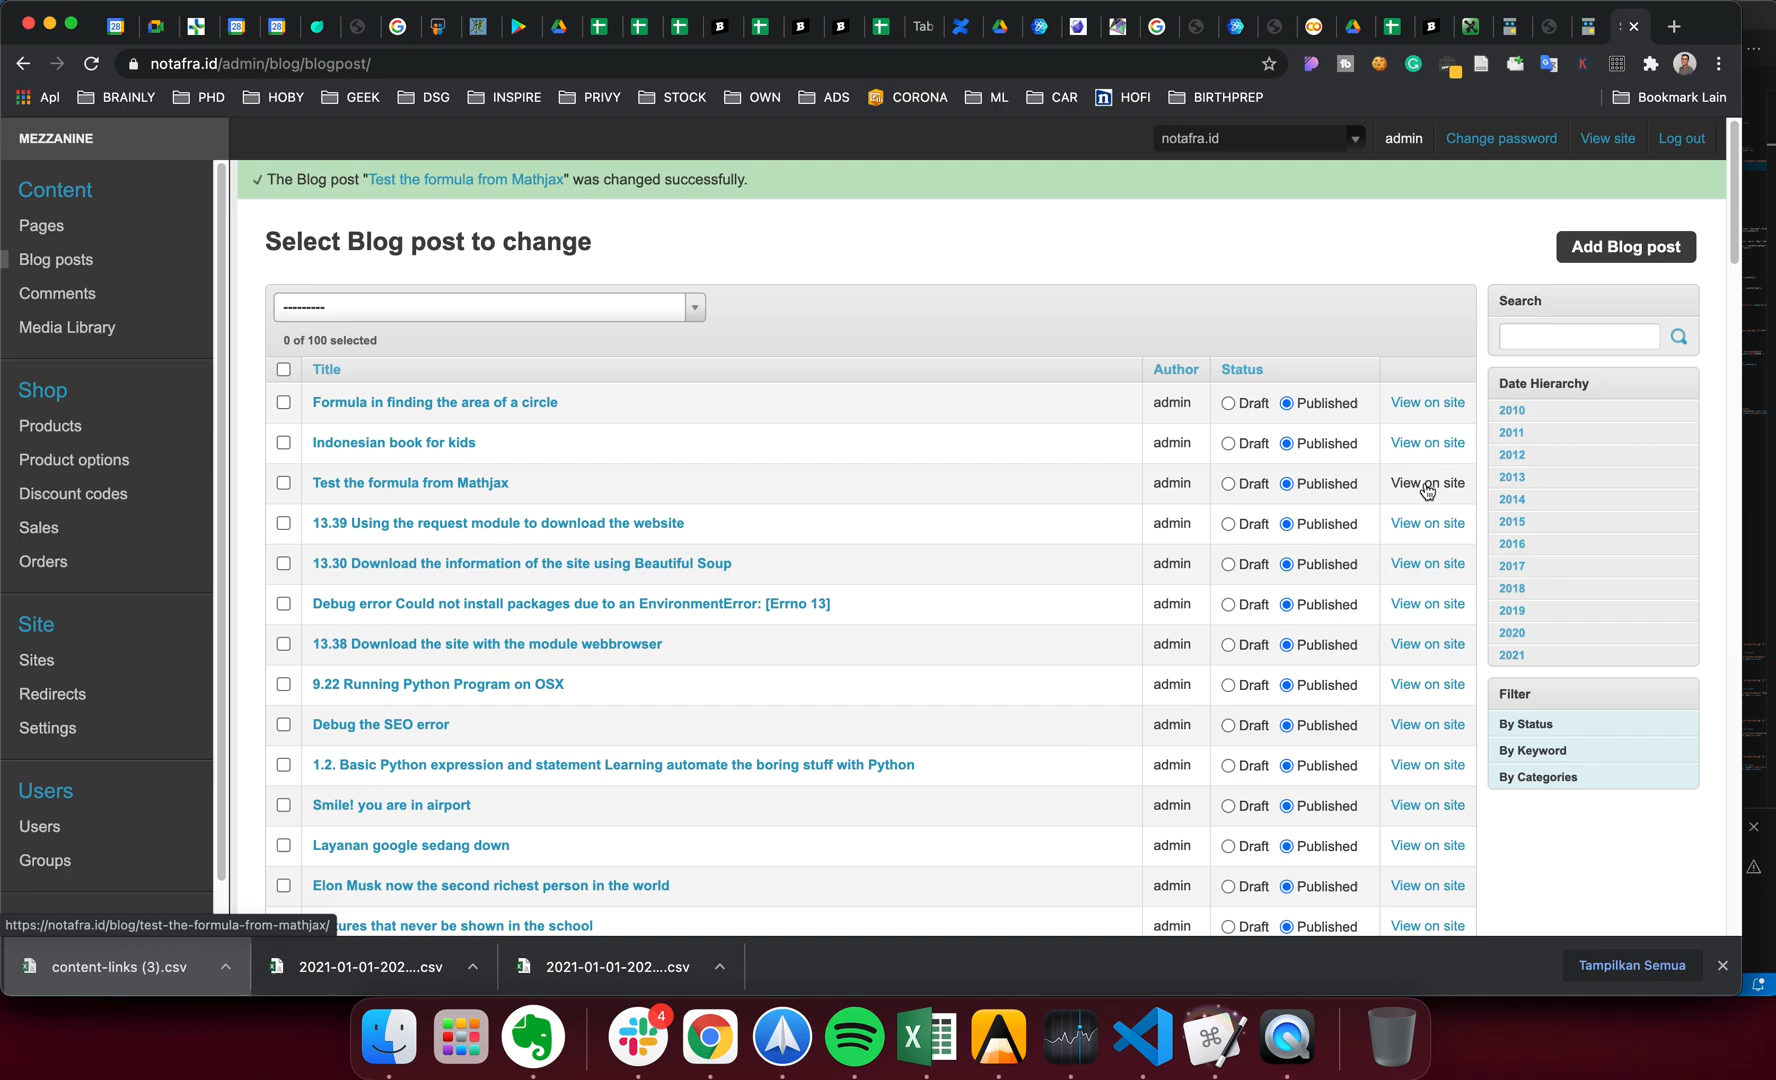 Tab
notafra.id/admin/blog/blogpost/
Apl BRAINLY PHD HOBY GEEK DSG INSPIRE PRIVY STOCK OWN ADS CORONA ML CAR HOFI BIRTHPREP Bookmark Lain
MEZZANINE
notafra.id admin Change password View site Log out
✓ The Blog post "Test the formula from Mathjax" was changed successfully.
Content
Pages
Blog posts
Comments
Media Library
Shop
Products
Product options
Discount codes
Sales
Orders
Site
Sites
Redirects
Settings
Users
Users
Groups
Select Blog post to change
Add Blog post
---------
0 of 100 selected
Title Author Status
Formula in finding the area of a circle admin Draft Published View on site
Indonesian book for kids admin Draft Published View on site
Test the formula from Mathjax admin Draft Published View on site
13.39 Using the request module to download the website admin Draft Published View on site
13.30 Download the information of the site using Beautiful Soup admin Draft Published View on site
Debug error Could not install packages due to an EnvironmentError: [Errno 13] admin Draft Published View on site
13.38 Download the site with the module webbrowser admin Draft Published View on site
9.22 Running Python Program on OSX admin Draft Published View on site
Debug the SEO error admin Draft Published View on site
1.2. Basic Python expression and statement Learning automate the boring stuff with Python admin Draft Published View on site
Smile! you are in airport admin Draft Published View on site
Layanan google sedang down admin Draft Published View on site
Elon Musk now the second richest person in the world admin Draft Published View on site
ures that never be shown in the school admin Draft Published View on site
Search
Date Hierarchy
2010
2011
2012
2013
2014
2015
2016
2017
2018
2019
2020
2021
Filter
By Status
By Keyword
By Categories
https://notafra.id/blog/test-the-formula-from-mathjax/
content-links (3).csv 2021-01-01-202....csv 2021-01-01-202....csv Tampilkan Semua
4